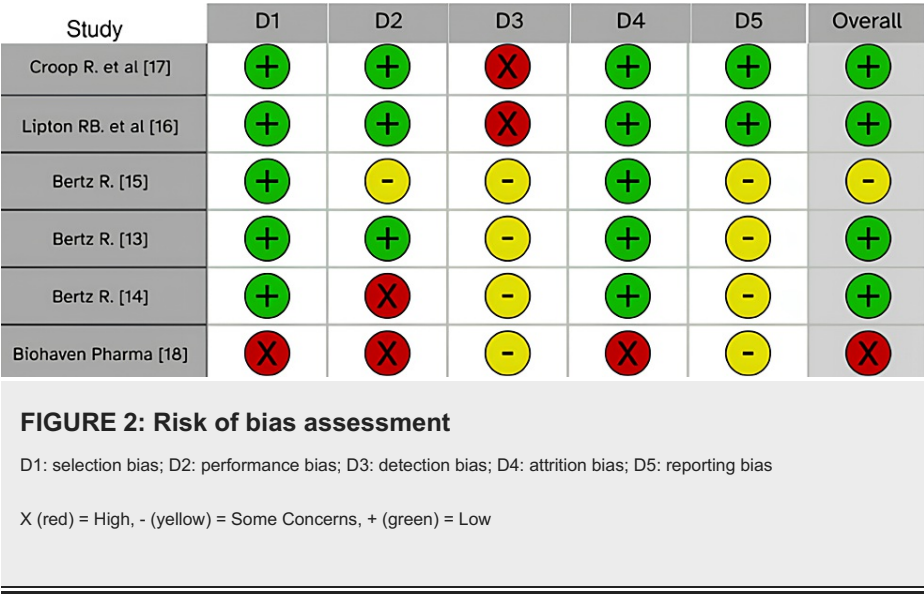 Study D1 D2 D3 D4 D5 Overall
Croop R. et al [17] + + X + + +
Lipton RB. et al [16] + + X + + +
Bertz R. [15] + - - + - -
Bertz R. [13] + + - + - +
Bertz R. [14] + X - + - +
Biohaven Pharma [18] X X - X - X
FIGURE 2: Risk of bias assessment
D1: selection bias; D2: performance bias; D3: detection bias; D4: attrition bias; D5: reporting bias
X (red) = High, - (yellow) = Some Concerns, + (green) = Low